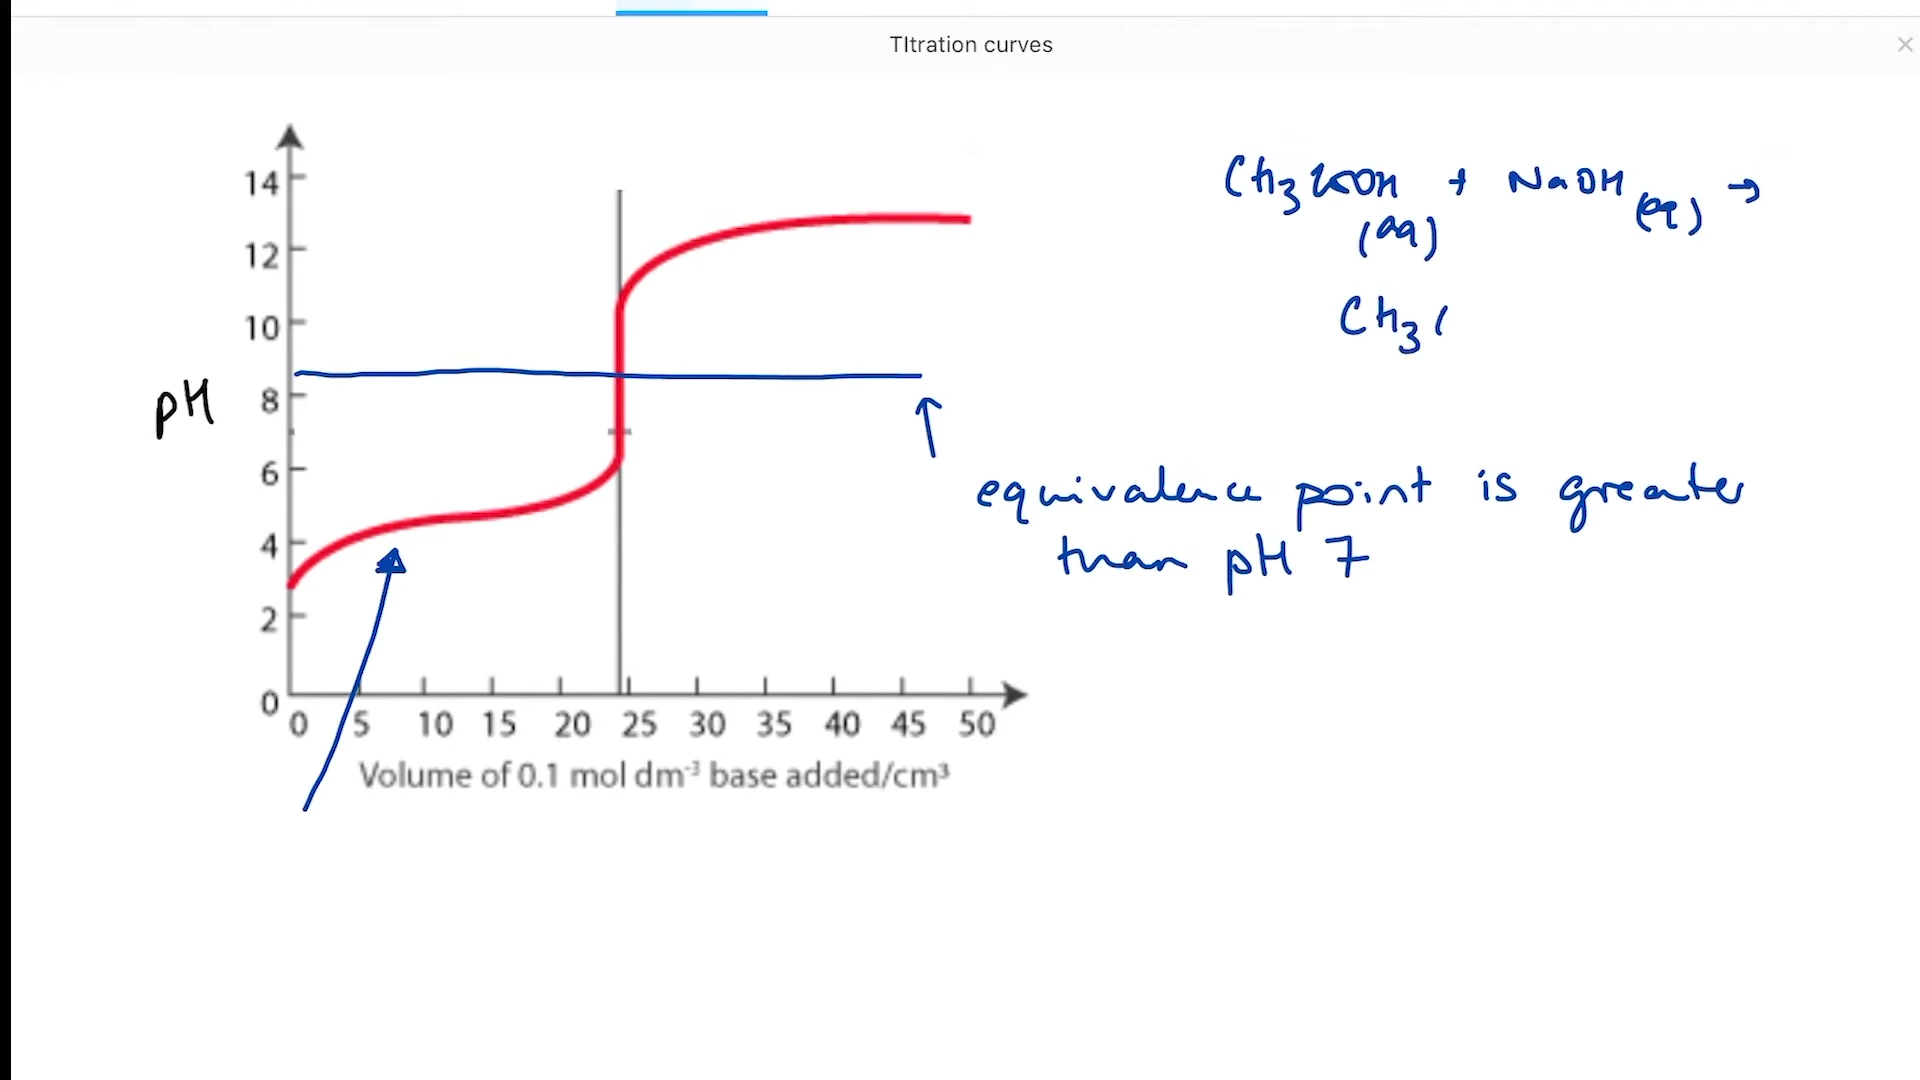 TItration curves
14
12
10
8
6
4
2
0
pH
0 5 10 15 20 25 30 35 40 45 50
Volume of 0.1 mol dm⁻³ base added/cm³
CH3COOH + NaOH(aq) →
(aq)
CH3C
equivalence point is greater
than pH 7